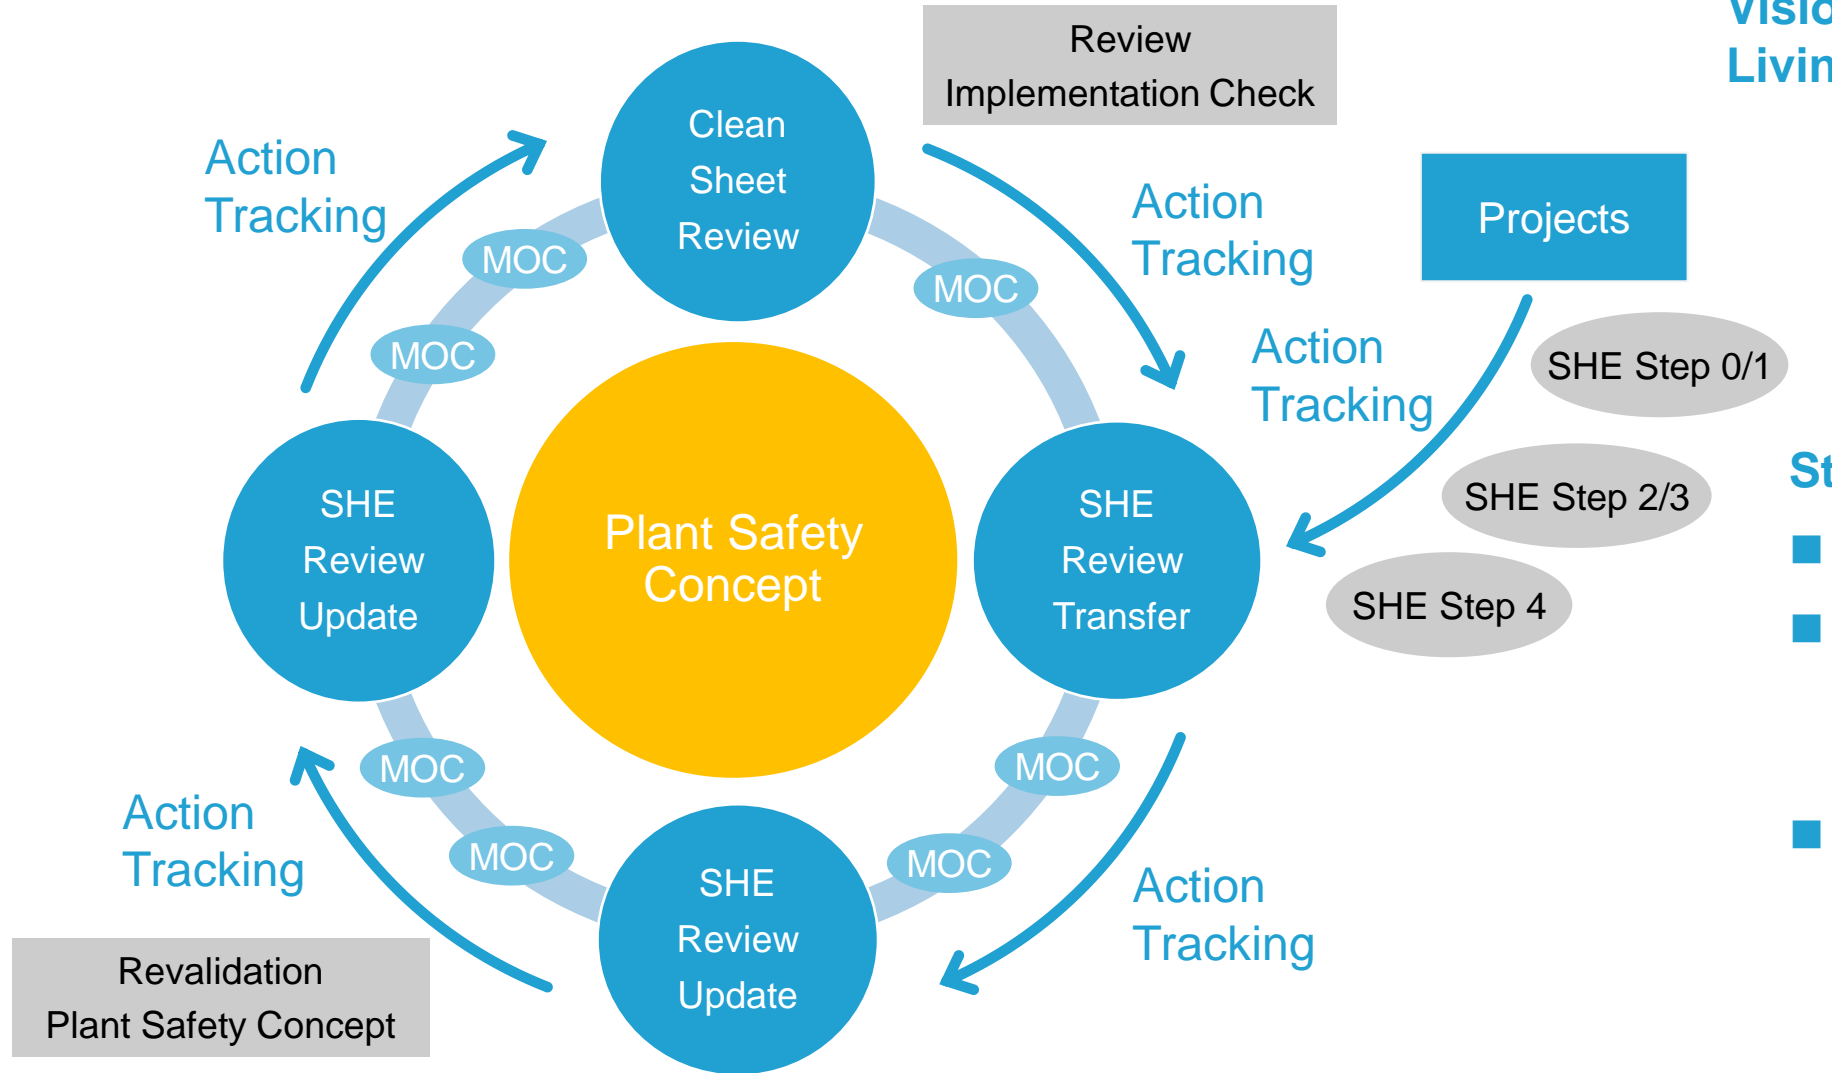 Review
Implementation Check
Clean
Sheet
Review
Action
Tracking
Action
Tracking
Projects
MOC
MOC
MOC
Action
Tracking
SHE Step 0/1
SHE Step 2/3
SHE Step 4
SHE
Review
Update
Plant Safety
Concept
SHE
Review
Transfer
MOC
MOC
MOC
MOC
Action
Tracking
SHE
Review
Update
Action
Tracking
Revalidation
Plant Safety Concept